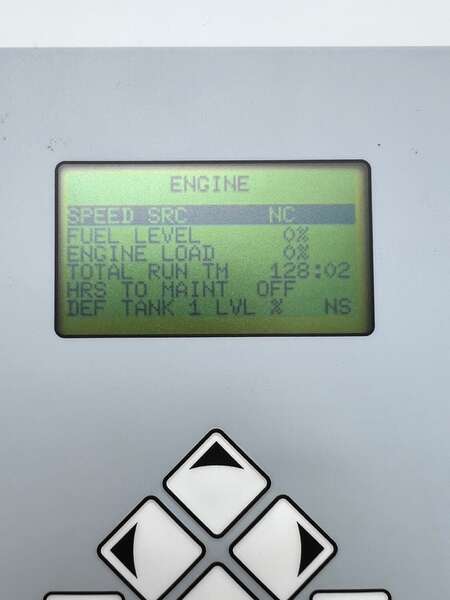 ENGINE
SPEED SRC NC
FUEL LEVEL 0%
ENGINE LOAD 0%
TOTAL RUN TM 128:02
HRS TO MAINT OFF
DEF TANK 1 LVL % NS